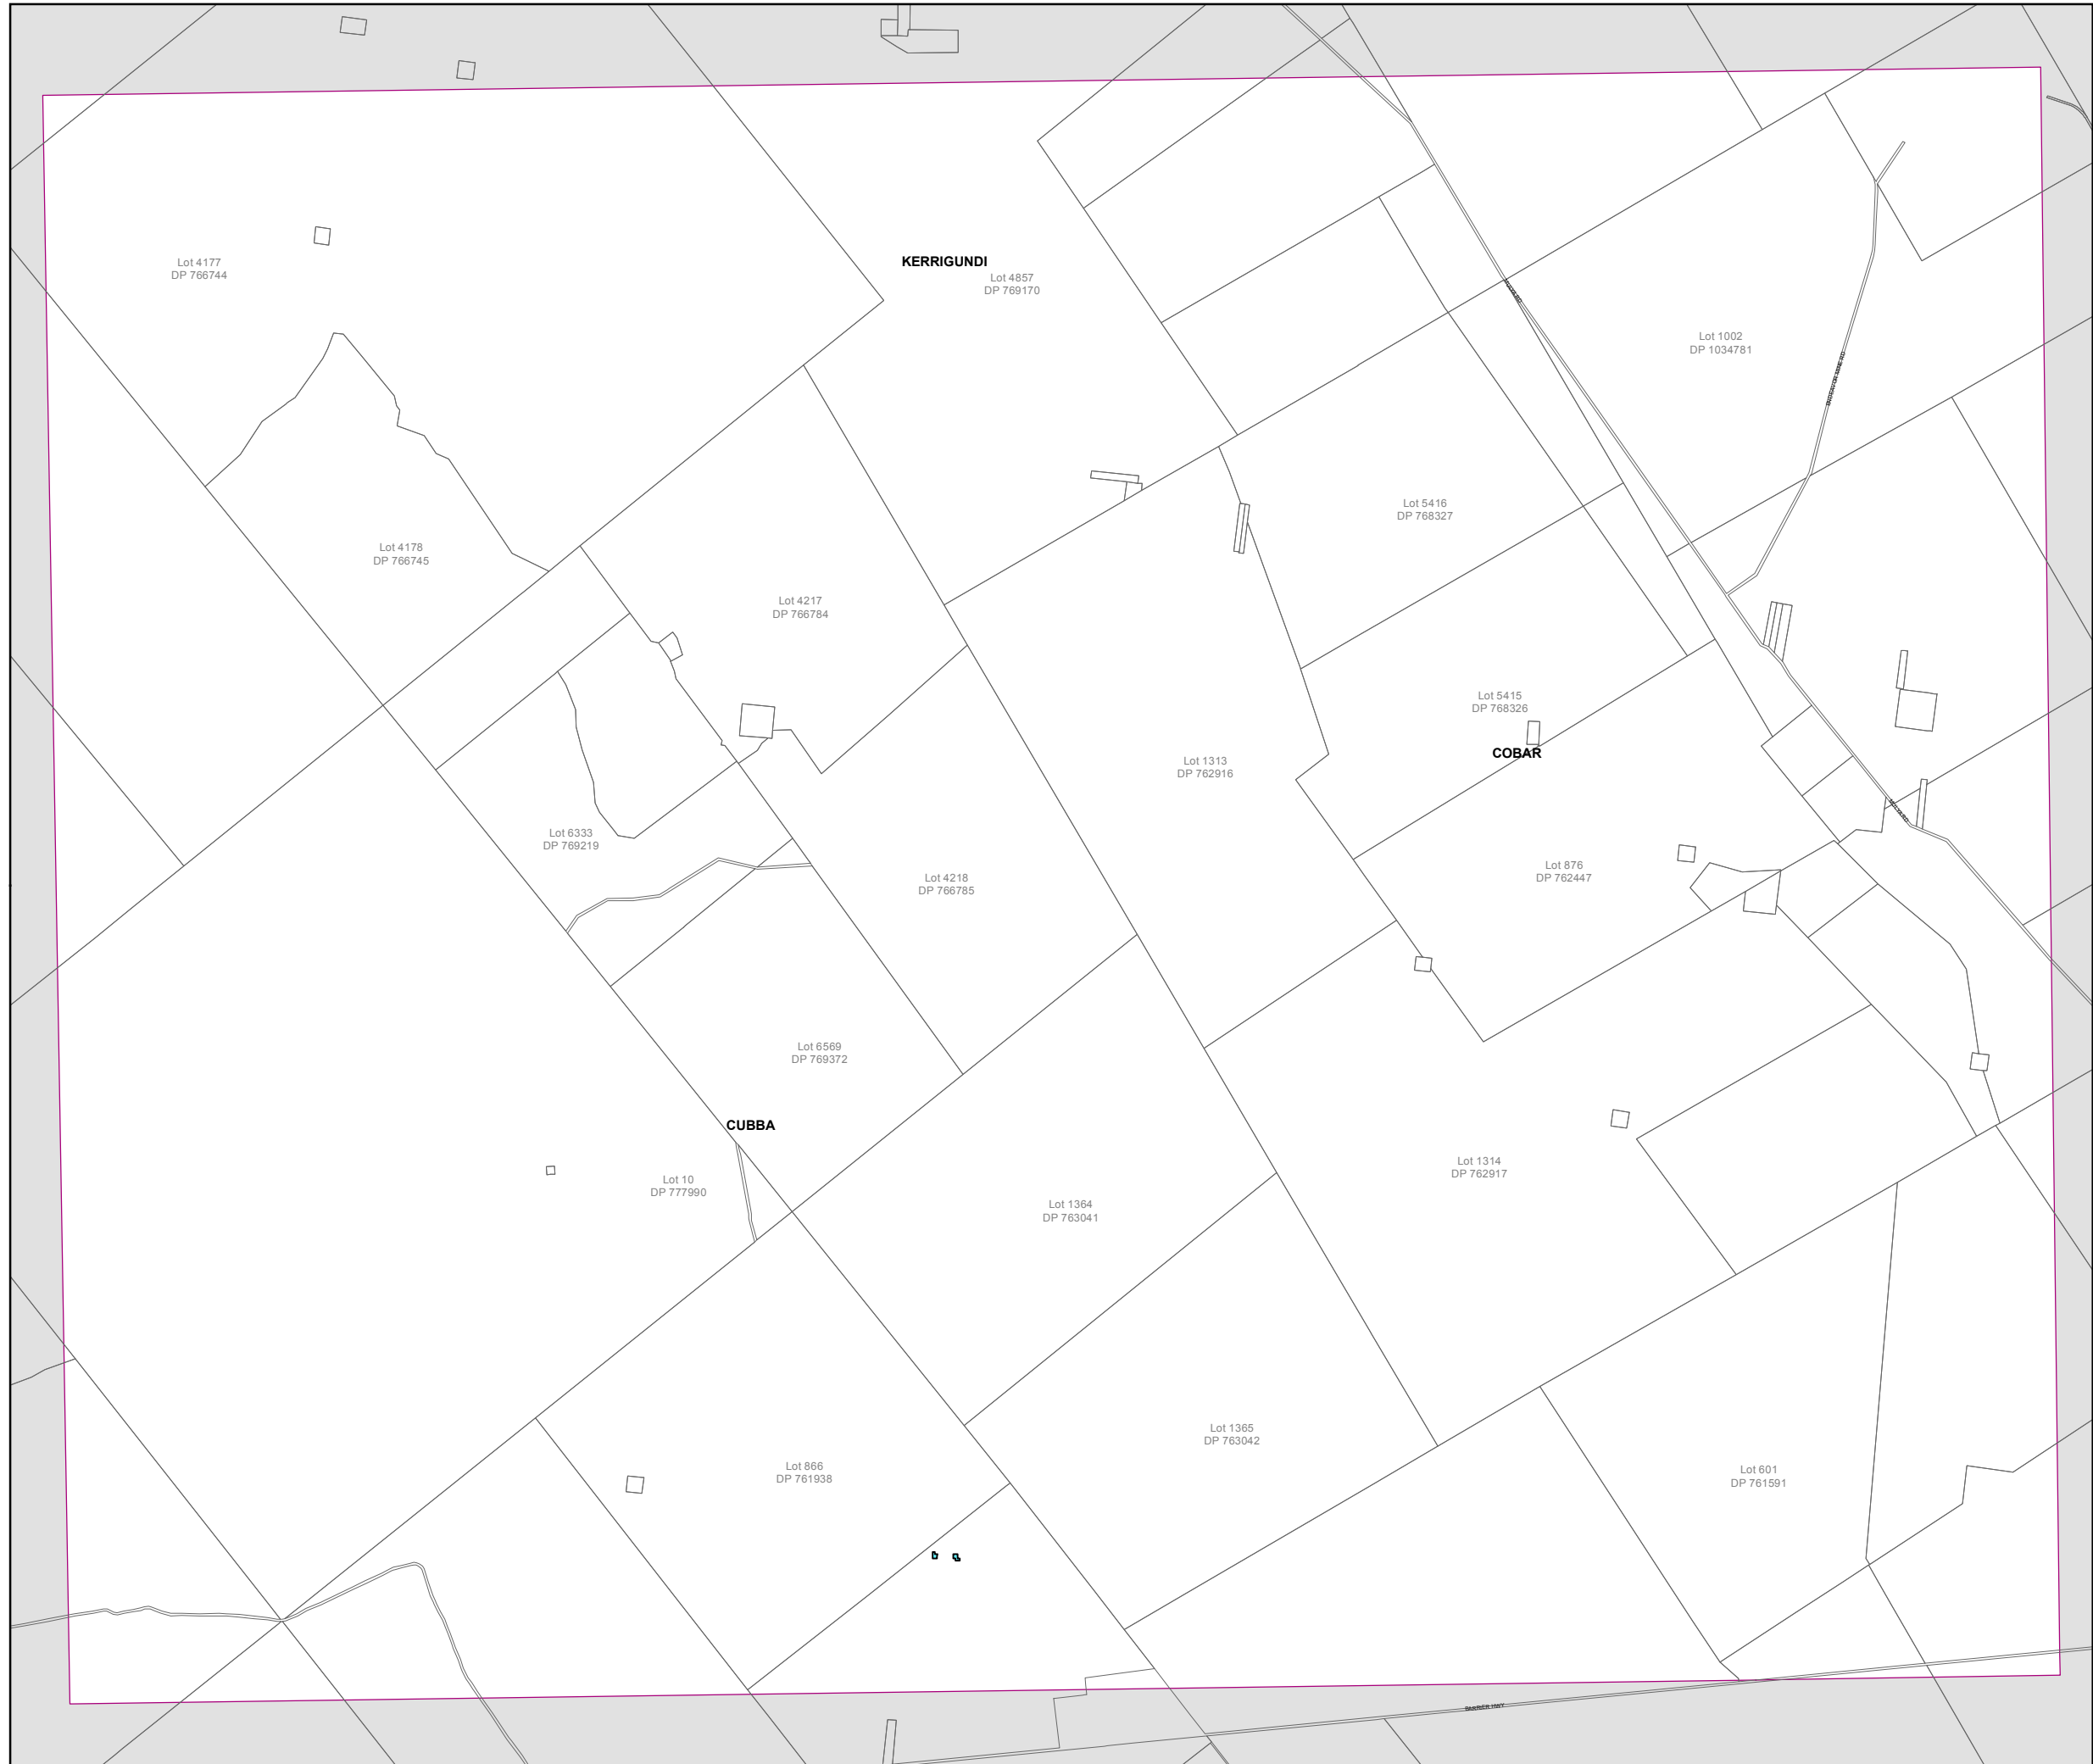 KERRIGUNDI
Lot 4177
DP 766744
Lot 4857
DP 769170
Lot 1002
DP 1034781
Lot 5416
DP 768327
Lot 4178
DP 766745
Lot 4217
DP 766784
Lot 5415
DP 768326
COBAR
Lot 1313
DP 762916
Lot 6333
DP 769219
Lot 876
DP 762447
Lot 4218
DP 766785
Lot 6569
DP 769372
CUBBA
Lot 1314
DP 762917
Lot 10
DP 777990
Lot 1364
DP 763041
Lot 1365
DP 763042
Lot 866
DP 761938
Lot 601
DP 761591
BARRIER HWY